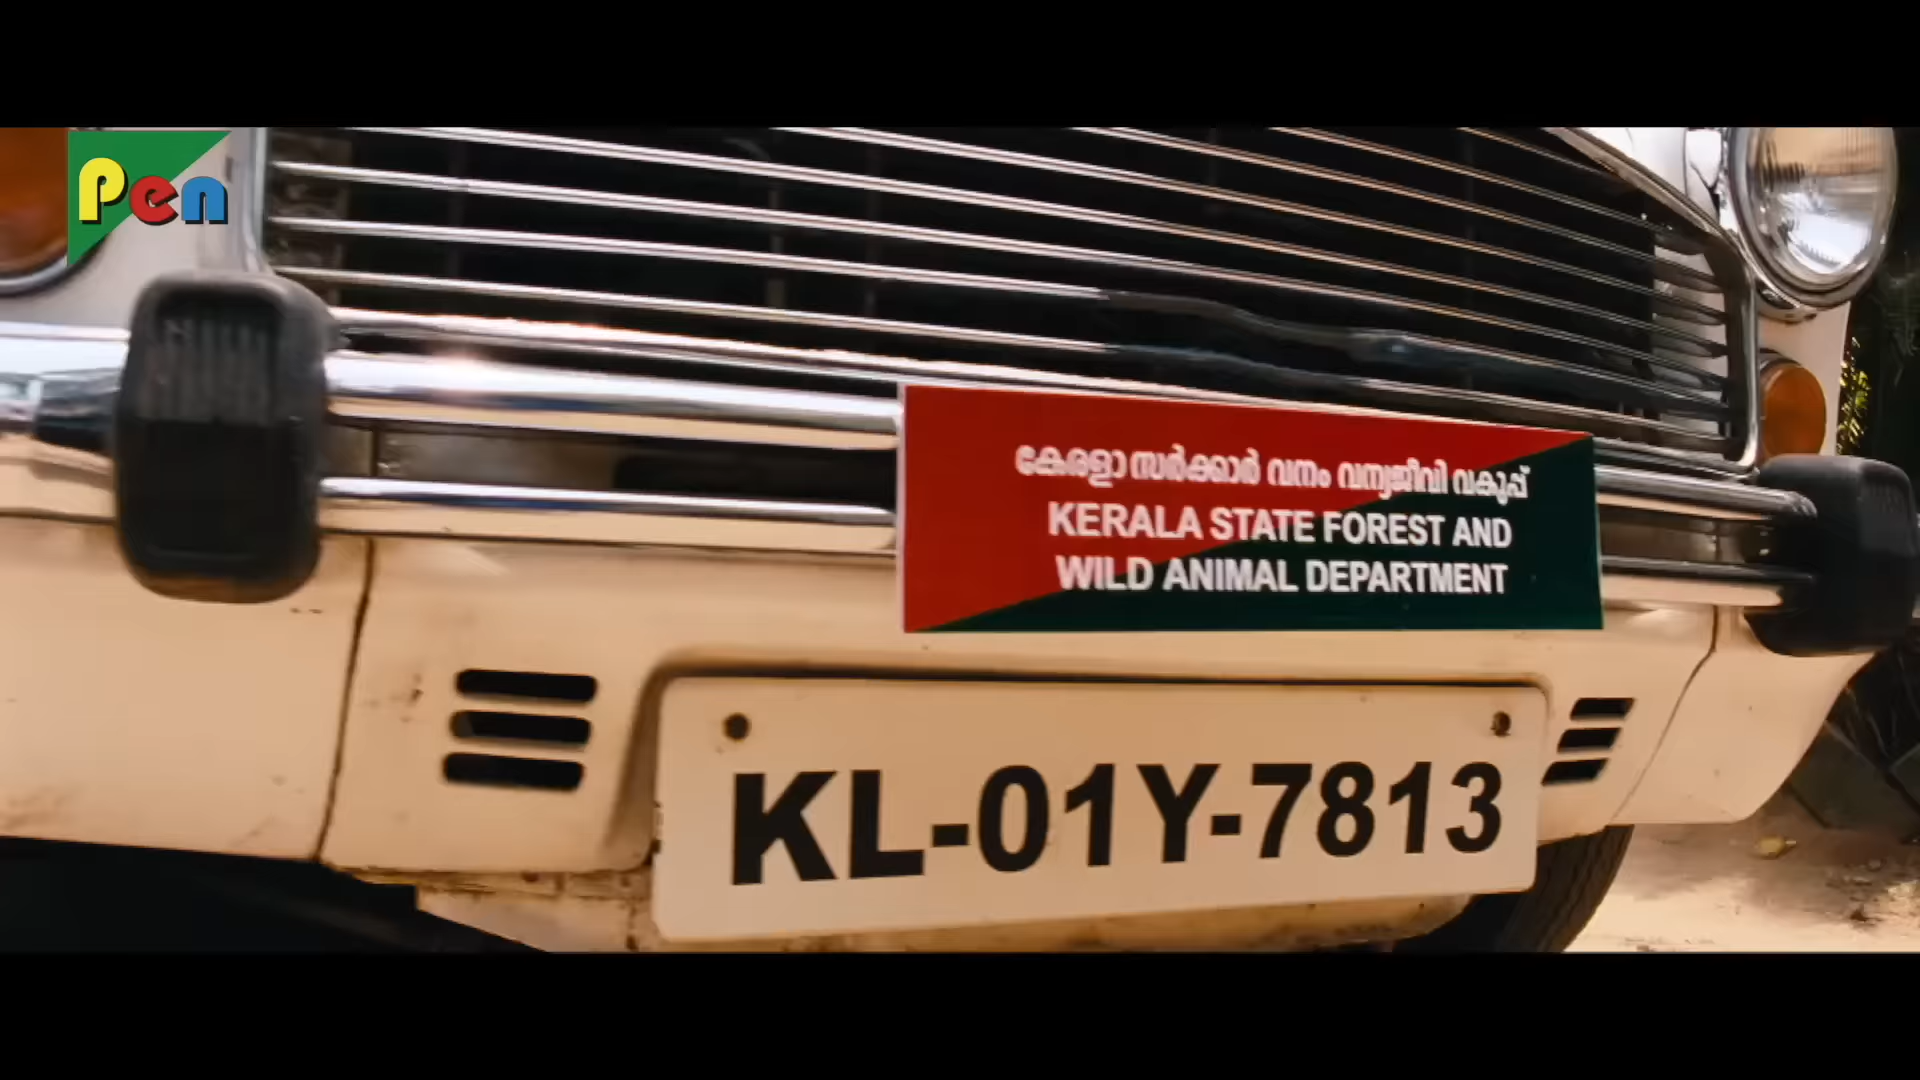 Pen
കേരളാ സർക്കാർ വനം വന്യജീവി വകുപ്പ്
KERALA STATE FOREST AND
WILD ANIMAL DEPARTMENT
KL-01Y-7813